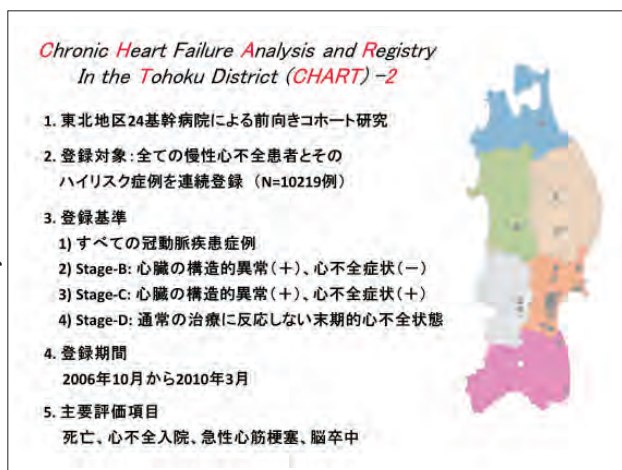 Chronic Heart Failure Analysis and Registry
In the Tohoku District (CHART) -2
1. 東北地区24基幹病院による前向きコホート研究
2. 登録対象：全ての慢性心不全患者とその
ハイリスク症例を連続登録 （N=10219例）
3. 登録基準
1) すべての冠動脈疾患症例
2) Stage-B: 心臓の構造的異常（＋）、心不全症状（－）
3) Stage-C: 心臓の構造的異常（＋）、心不全症状（＋）
4) Stage-D: 通常の治療に反応しない末期的心不全状態
4. 登録期間
2006年10月から2010年3月
5. 主要評価項目
死亡、心不全入院、急性心筋梗塞、脳卒中